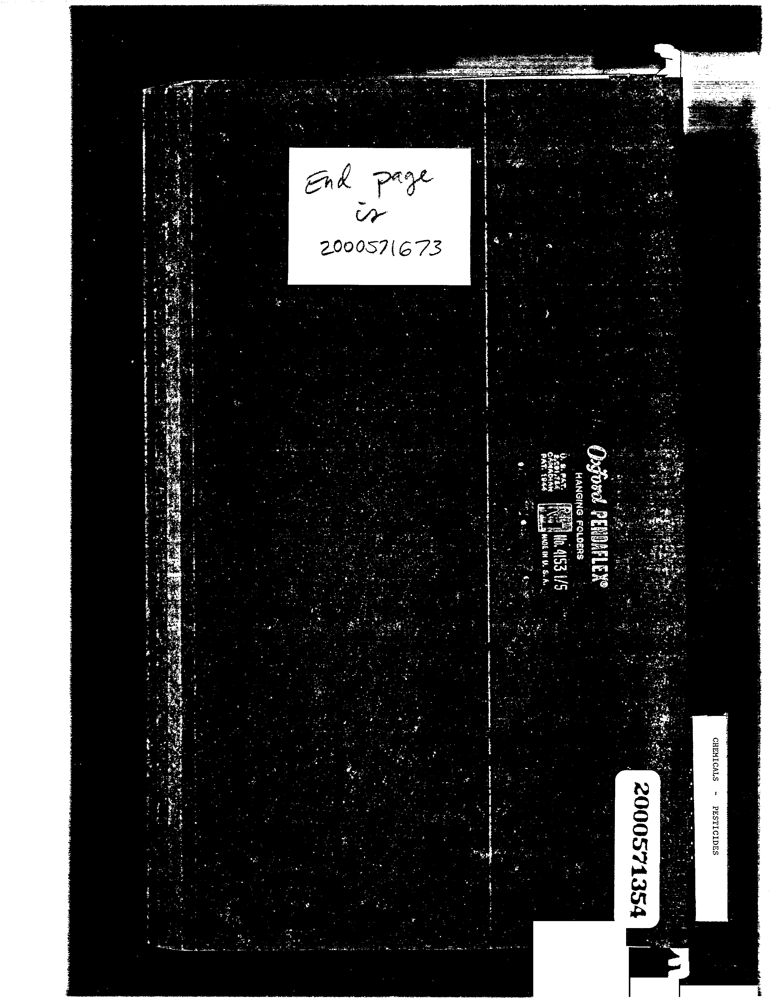 End page
is
2000571673
Oxford PENDAFLEX®
HANGING FOLDERS
No. 4153 1/5
MADE IN U. S. A.
U. S. PAT.
CANADIAN
PAT. 1944
CHEMICALS - PESTICIDES
2000571354